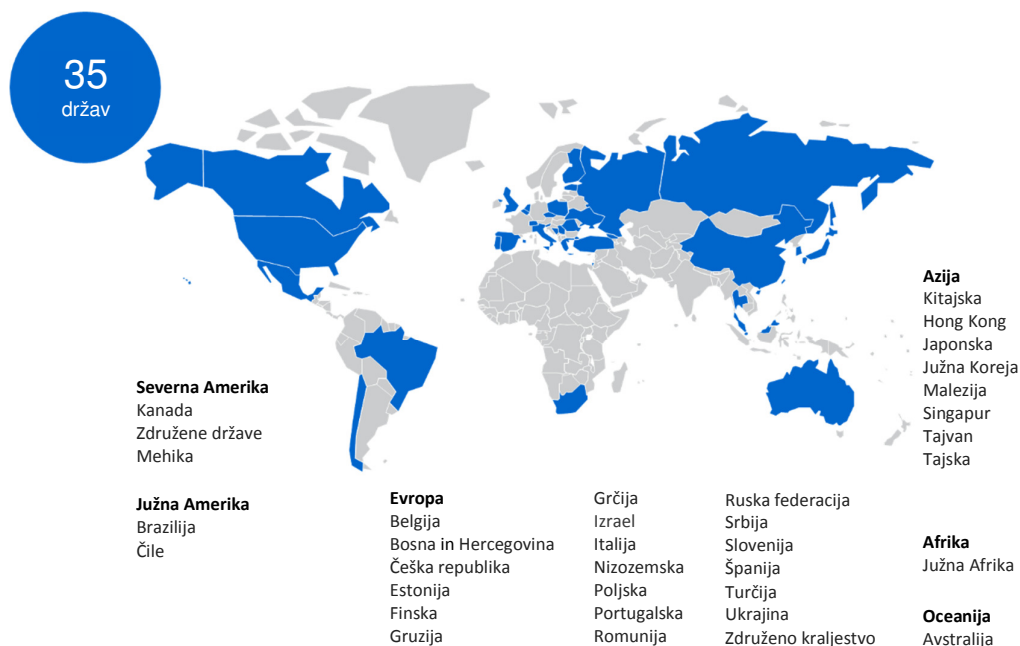 35
držav
Severna Amerika
Kanada
Združene države
Mehika
Južna Amerika
Brazilija
Čile
Evropa
Belgija
Bosna in Hercegovina
Češka republika
Estonija
Finska
Gruzija
Grčija
Izrael
Italija
Nizozemska
Poljska
Portugalska
Romunija
Ruska federacija
Srbija
Slovenija
Španija
Turčija
Ukrajina
Združeno kraljestvo
Azija
Kitajska
Hong Kong
Japonska
Južna Koreja
Malezija
Singapur
Tajvan
Tajska
Afrika
Južna Afrika
Oceanija
Avstralija